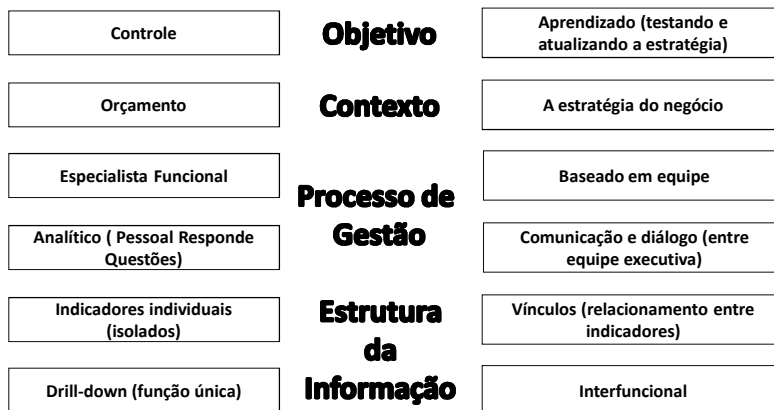 Controle
Objetivo
Aprendizado (testando e
atualizando a estratégia)
Orçamento
Contexto
A estratégia do negócio
Especialista Funcional
Processo de
Gestão
Baseado em equipe
Analítico ( Pessoal Responde
Questões)
Comunicação e diálogo (entre
equipe executiva)
Indicadores individuais
(isolados)
Estrutura
da
Informação
Vínculos (relacionamento entre
indicadores)
Drill-down (função única)
Interfuncional